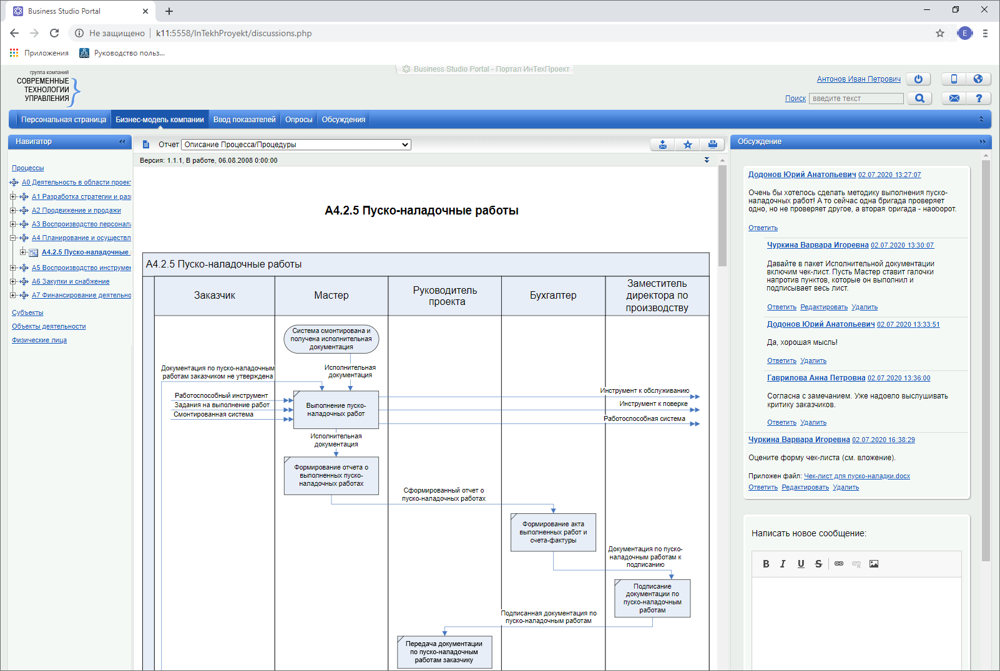 Business Studio Portal
Не защищено
k11:5558/InTekhProyekt/discussions.php
E
Приложения
Руководство польз...
группа компаний
СОВРЕМЕННЫЕ
ТЕХНОЛОГИИ
УПРАВЛЕНИЯ
Business Studio Portal - Портал ИнТехПроект
Антонов Иван Петрович
Поиск
введите текст
?
Персональная страница
Бизнес-модель компании
Ввод показателей
Опросы
Обсуждения
Навигатор
Процессы
A0 Деятельность в области проект
A1 Разработка стратегии и раз
A2 Продвижение и продажи
A3 Воспроизводство персонала
A4 Планирование и осуществл
A4.2.5 Пуско-наладочные
A5 Воспроизводство инструмен
A6 Закупки и снабжение
A7 Финансирование деятельно
Субъекты
Объекты деятельности
Физические лица
Отчет
Описание Процесса/Процедуры
Версия: 1.1.1, В работе, 06.08.2008 0:00:00
A4.2.5 Пуско-наладочные работы
A4.2.5 Пуско-наладочные работы
Заказчик
Мастер
Руководитель
проекта
Бухгалтер
Заместитель
директора по
производству
Система смонтирована и
получена исполнительная
документация
Документация по пуско-наладочным
работам заказчиком не утверждена
Исполнительная
документация
Работоспособный инструмент
Задания на выполнение работ
Смонтированная система
Выполнение пуско-
наладочных работ
Инструмент к обслуживанию
Инструмент к поверке
Работоспособная система
Исполнительная
документация
Формирование отчета о
выполненных пуско-
наладочных работах
Сформированный отчет о
пуско-наладочных работах
Формирование акта
выполненных работ и
счета-фактуры
Документация по пуско-
наладочным работам к
подписанию
Подписание
документации по
пуско-наладочным
работам
Подписанная документация по
пуско-наладочным работам
Передача документации
по пуско-наладочным
работам заказчику
Обсуждение
Додонов Юрий Анатольевич 02.07.2020 13:27:07
Очень бы хотелось сделать методику выполнения пуско-
наладочных работ! А то сейчас одна бригада проверяет
одно, но не проверяет другое, а вторая бригада - наоборот.
Ответить
Чуркина Варвара Игоревна 02.07.2020 13:30:07
Давайте в пакет Исполнительной документации
включим чек-лист. Пусть Мастер ставит галочки
напротив пунктов, которые он выполнил и
подписывает весь лист.
Ответить Редактировать Удалить
Додонов Юрий Анатольевич 02.07.2020 13:33:51
Да, хорошая мысль!
Ответить Удалить
Гаврилова Анна Петровна 02.07.2020 13:36:00
Согласна с замечанием. Уже надоело выслушивать
критику заказчиков.
Ответить Удалить
Чуркина Варвара Игоревна 02.07.2020 16:38:29
Оцените форму чек-листа (см. вложение).
Приложен файл: Чек-лист для пуско-наладки.docx
Ответить Редактировать Удалить
Написать новое сообщение:
B I U S